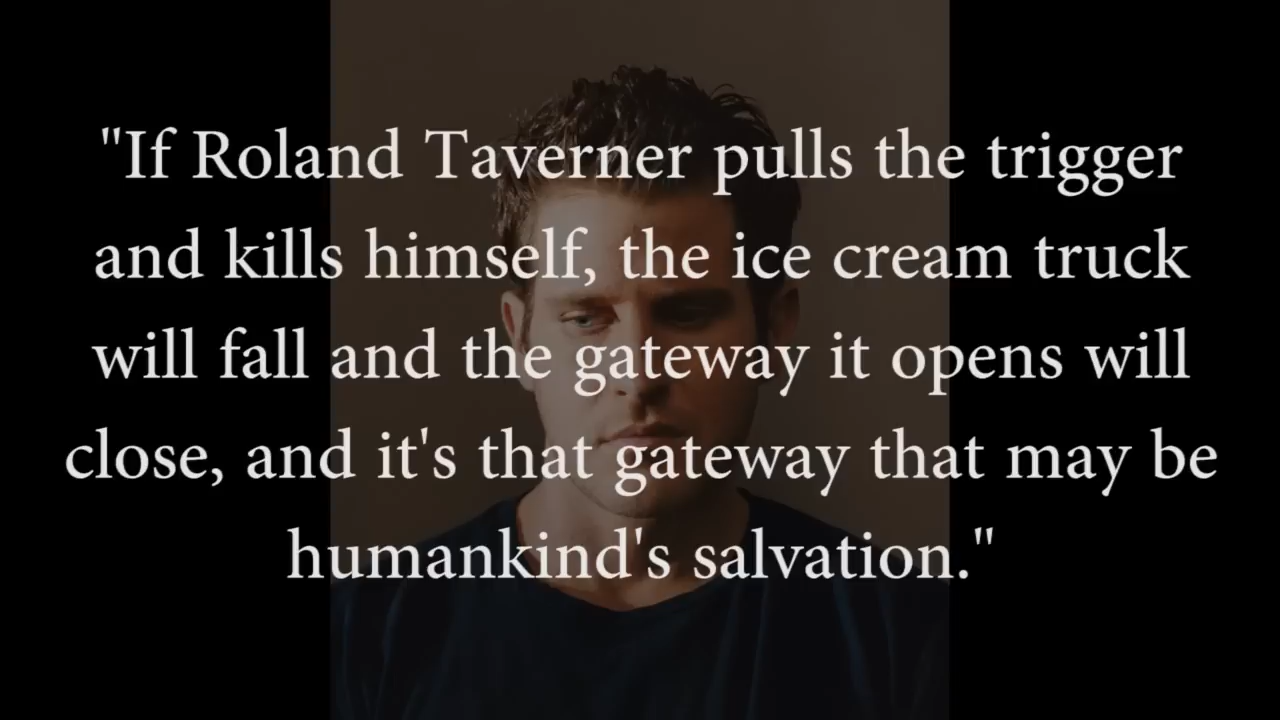 "If Roland Taverner pulls the trigger
and kills himself, the ice cream truck
will fall and the gateway it opens will
close, and it's that gateway that may be
humankind's salvation."